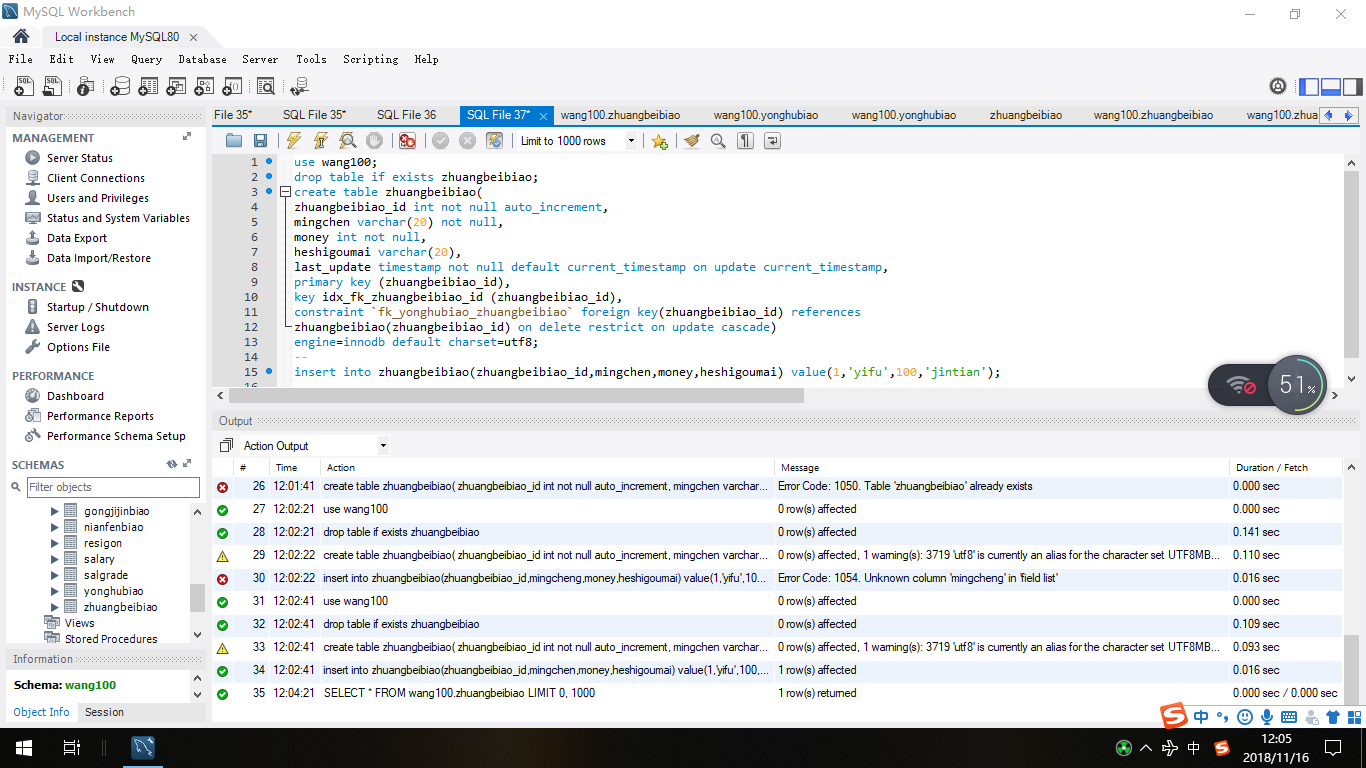 MySQL Workbench
Local instance MySQL80
File Edit View Query Database Server Tools Scripting Help
Navigator
MANAGEMENT
Server Status
Client Connections
Users and Privileges
Status and System Variables
Data Export
Data Import/Restore
INSTANCE
Startup / Shutdown
Server Logs
Options File
PERFORMANCE
Dashboard
Performance Reports
Performance Schema Setup
SCHEMAS
Filter objects
gongjijinbiao
nianfenbiao
resigon
salary
salgrade
yonghubiao
zhuangbeibiao
Views
Stored Procedures
Information
Schema: wang100
Object Info Session
File 35* SQL File 35* SQL File 36 SQL File 37* wang100.zhuangbeibiao wang100.yonghubiao wang100.yonghubiao zhuangbeibiao wang100.zhuangbeibiao wang100.zhua
Limit to 1000 rows
1 use wang100;
2 drop table if exists zhuangbeibiao;
3 create table zhuangbeibiao(
4 zhuangbeibiao_id int not null auto_increment,
5 mingchen varchar(20) not null,
6 money int not null,
7 heshigoumai varchar(20),
8 last_update timestamp not null default current_timestamp on update current_timestamp,
9 primary key (zhuangbeibiao_id),
10 key idx_fk_zhuangbeibiao_id (zhuangbeibiao_id),
11 constraint `fk_yonghubiao_zhuangbeibiao` foreign key(zhuangbeibiao_id) references
12 zhuangbeibiao(zhuangbeibiao_id) on delete restrict on update cascade)
13 engine=innodb default charset=utf8;
14 --
15 insert into zhuangbeibiao(zhuangbeibiao_id,mingchen,money,heshigoumai) value(1,'yifu',100,'jintian');
16
51%
Output
Action Output
# Time Action Message Duration / Fetch
26 12:01:41 create table zhuangbeibiao( zhuangbeibiao_id int not null auto_increment, mingchen varchar... Error Code: 1050. Table 'zhuangbeibiao' already exists 0.000 sec
27 12:02:21 use wang100 0 row(s) affected 0.000 sec
28 12:02:21 drop table if exists zhuangbeibiao 0 row(s) affected 0.141 sec
29 12:02:22 create table zhuangbeibiao( zhuangbeibiao_id int not null auto_increment, mingchen varchar... 0 row(s) affected, 1 warning(s): 3719 'utf8' is currently an alias for the character set UTF8MB... 0.110 sec
30 12:02:22 insert into zhuangbeibiao(zhuangbeibiao_id,mingcheng,money,heshigoumai) value(1,'yifu',10... Error Code: 1054. Unknown column 'mingcheng' in 'field list' 0.016 sec
31 12:02:41 use wang100 0 row(s) affected 0.000 sec
32 12:02:41 drop table if exists zhuangbeibiao 0 row(s) affected 0.109 sec
33 12:02:41 create table zhuangbeibiao( zhuangbeibiao_id int not null auto_increment, mingchen varchar... 0 row(s) affected, 1 warning(s): 3719 'utf8' is currently an alias for the character set UTF8MB... 0.093 sec
34 12:02:41 insert into zhuangbeibiao(zhuangbeibiao_id,mingchen,money,heshigoumai) value(1,'yifu',100,... 1 row(s) affected 0.016 sec
35 12:04:21 SELECT * FROM wang100.zhuangbeibiao LIMIT 0, 1000 1 row(s) returned 0.000 sec / 0.000 sec
中
中
12:05
2018/11/16